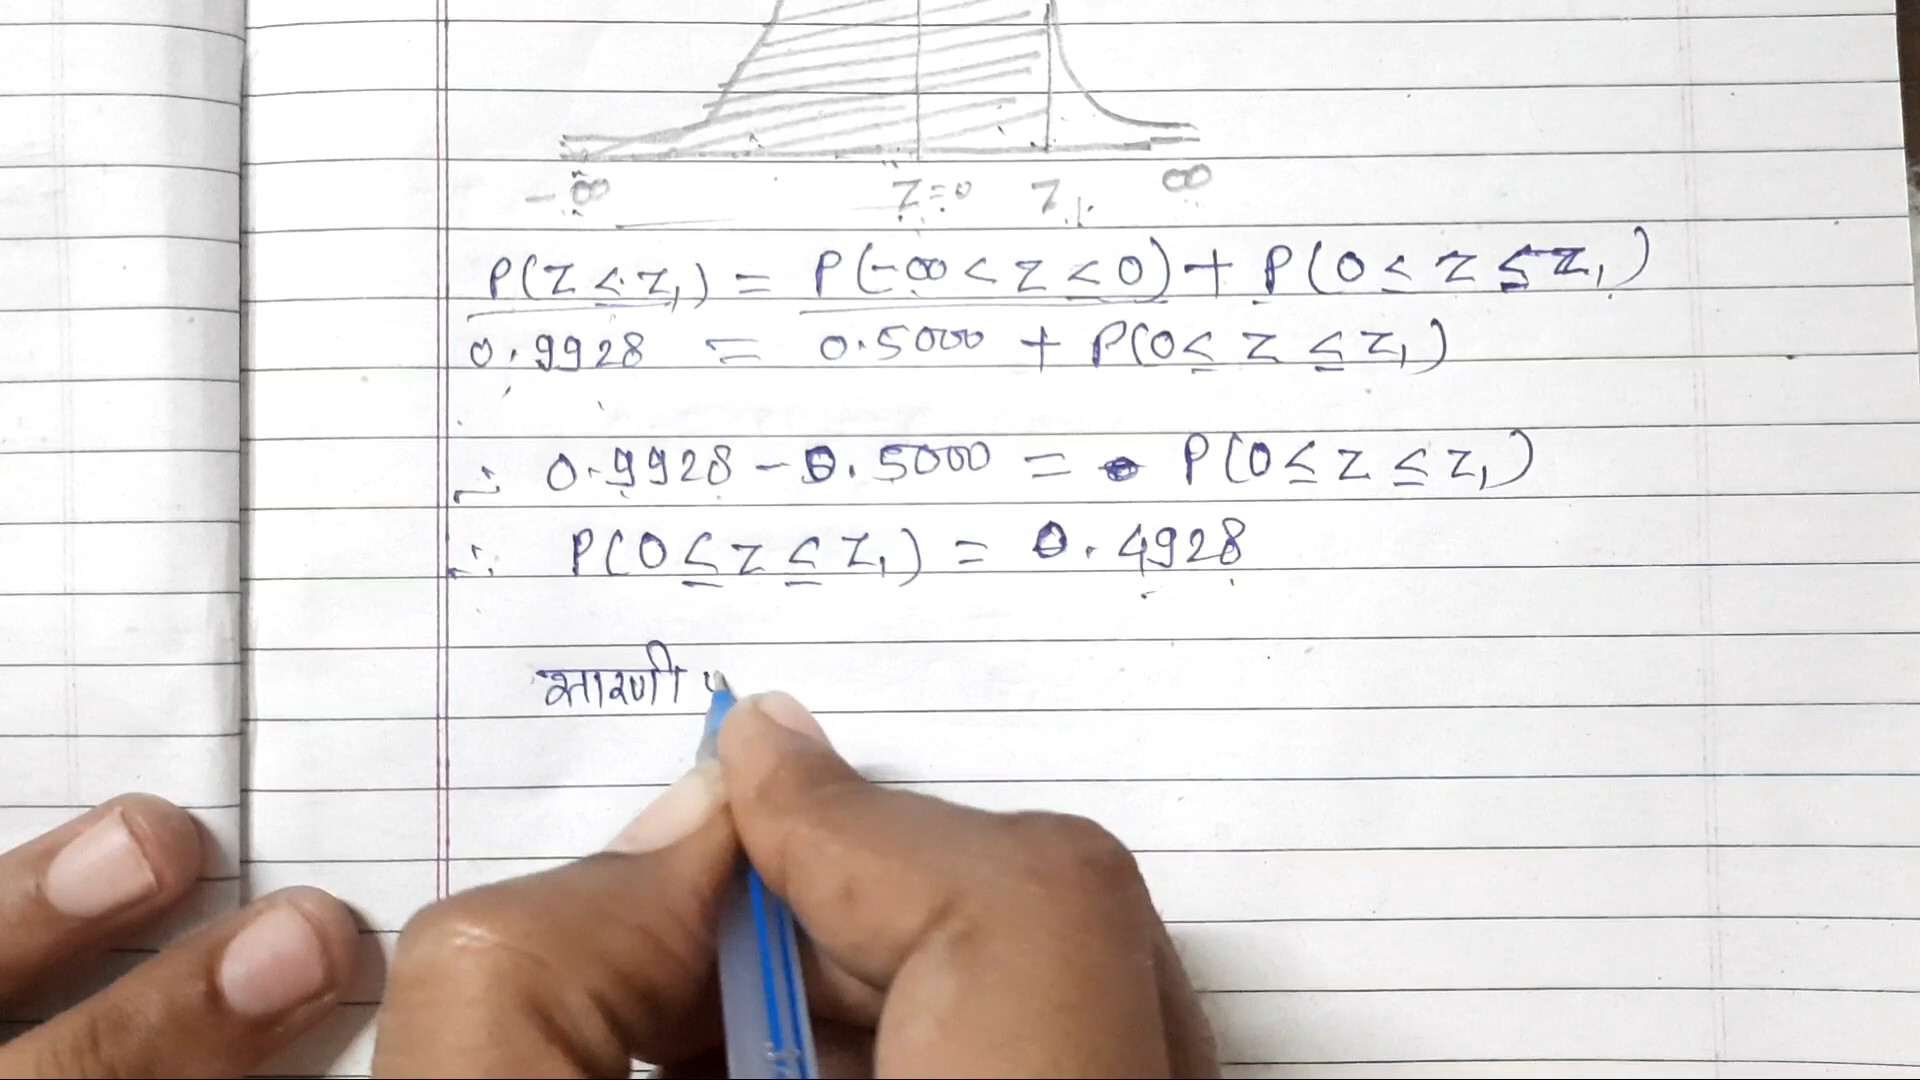 -∞ Z=0 Z₁ ∞
P(Z≤Z₁) = P(-∞<Z<0) + P(0≤Z≤Z₁)
0.9928 = 0.5000 + P(0≤Z≤Z₁)
∴ 0.9928 - 0.5000 = P(0≤Z≤Z₁)
∴ P(0≤Z≤Z₁) = 0.4928
सारणी